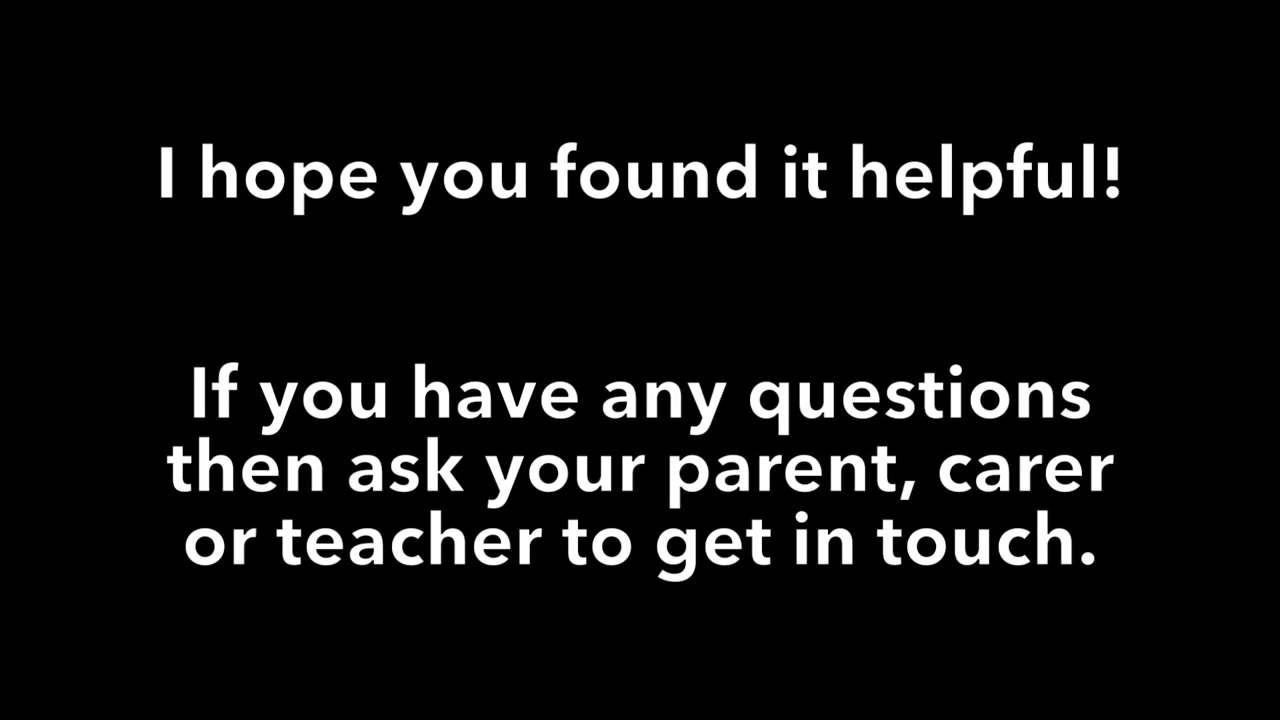 I hope you found it helpful!
If you have any questions
then ask your parent, carer
or teacher to get in touch.